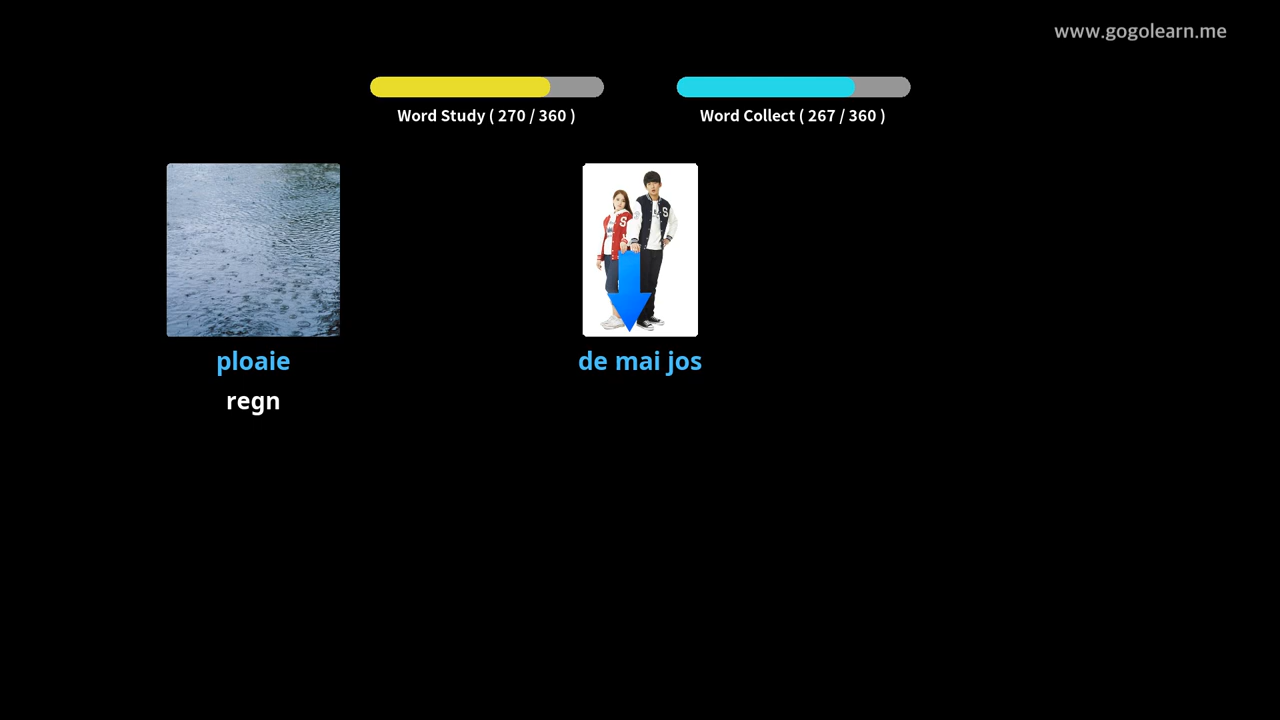 www.gogolearn.me
Word Study ( 270 / 360 )
Word Collect ( 267 / 360 )
ploaie
regn
de mai jos